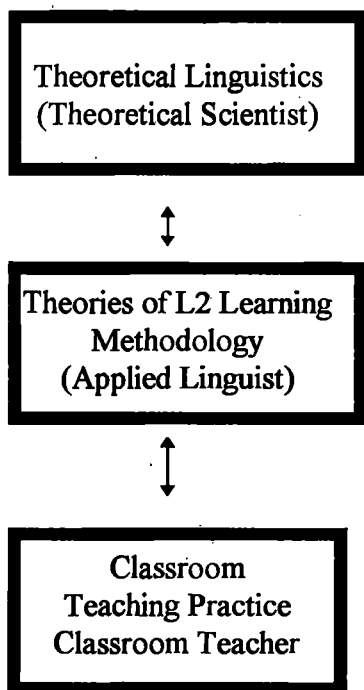 Theoretical Linguistics
(Theoretical Scientist)
Theories of L2 Learning
Methodology
(Applied Linguist)
Classroom
Teaching Practice
Classroom Teacher